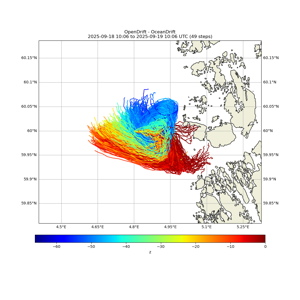 OpenDrift - OceanDrift
2025-09-18 10:06 to 2025-09-19 10:06 UTC (49 steps)
60.15°N
60.15°N
60.1°N
60.1°N
60.05°N
60.05°N
60°N
60°N
59.95°N
59.95°N
59.9°N
59.9°N
59.85°N
59.85°N
4.5°E
4.65°E
4.8°E
4.95°E
5.1°E
5.25°E
−60
−50
−40
−30
−20
−10
0
z